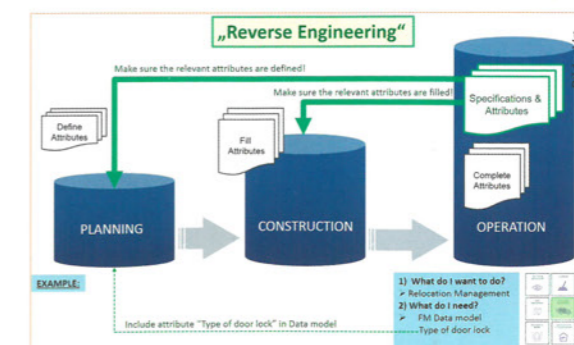 „Reverse Engineering“
Make sure the relevant attributes are defined!
Make sure the relevant attributes are filled!
Specifications &
Attributes
Define
Attributes
Fill
Attributes
Complete
Attributes
PLANNING
CONSTRUCTION
OPERATION
EXAMPLE:
1) What do I want to do?
➢ Relocation Management
2) What do I need?
➢ FM Data model
Type of door lock
Include attribute "Type of door lock" in Data model